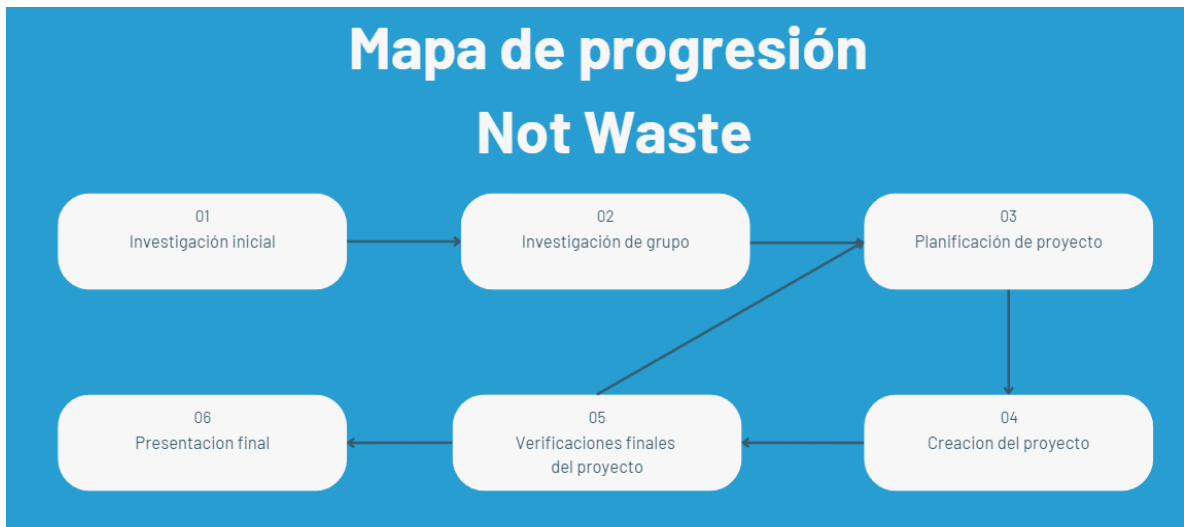 Mapa de progresión
Not Waste
01
Investigación inicial
02
Investigación de grupo
03
Planificación de proyecto
04
Creacion del proyecto
05
Verificaciones finales
del proyecto
06
Presentacion final